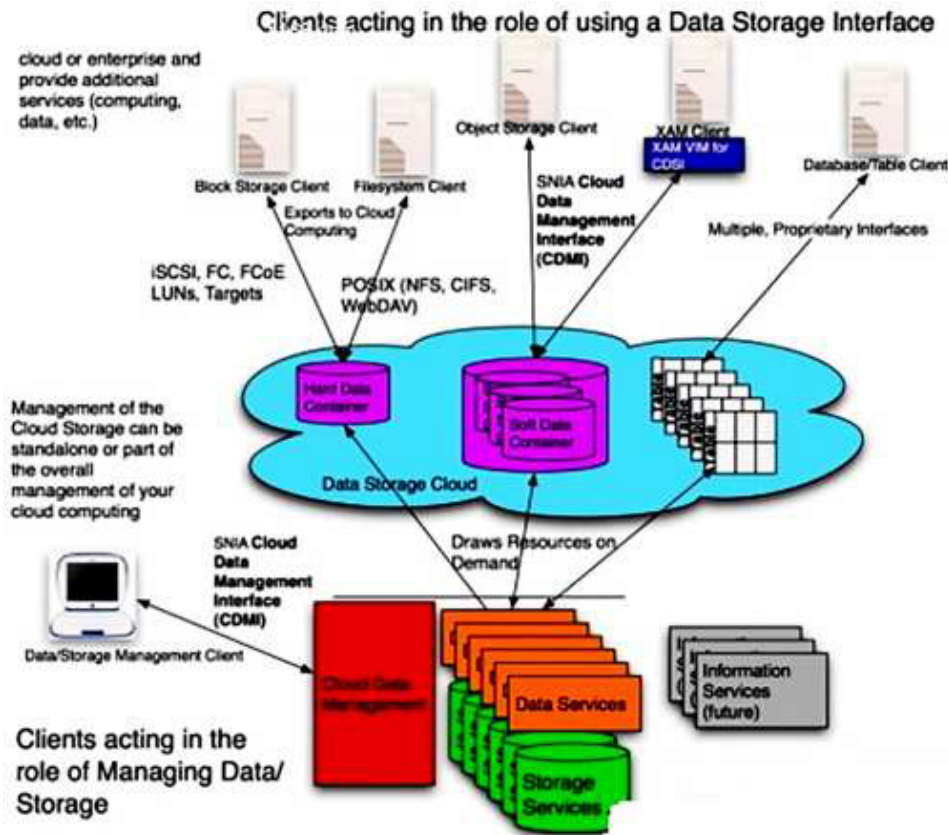 Clients acting in the role of using a Data Storage Interface
cloud or enterprise and
provide additional
services (computing,
data, etc.)
Block Storage Client
Filesystem Client
Object Storage Client
XAM Client
XAM VIM for
CDSI
Database/Table Client
Exports to Cloud
Computing
iSCSI, FC, FCoE
LUNs, Targets
POSIX (NFS, CIFS,
WebDAV)
SNIA Cloud
Data
Management
Interface
(CDMI)
Multiple, Proprietary Interfaces
Hard Data
Container
Soft Data
Container
Table
Table
Table
Table
Table
Data Storage Cloud
Management of the
Cloud Storage can be
standalone or part of
the overall
management of your
cloud computing
Draws Resources on
Demand
SNIA Cloud
Data
Management
Interface
(CDMI)
Data/Storage Management Client
Cloud Data
Management
Data Services
Storage
Services
Information
Services
(future)
Clients acting in the
role of Managing Data/
Storage